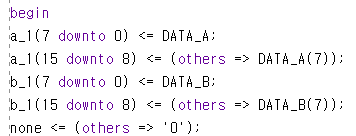 begin
a_1(7 downto 0) <= DATA_A;
a_1(15 downto 8) <= (others => DATA_A(7));
b_1(7 downto 0) <= DATA_B;
b_1(15 downto 8) <= (others => DATA_B(7));
none <= (others => '0');